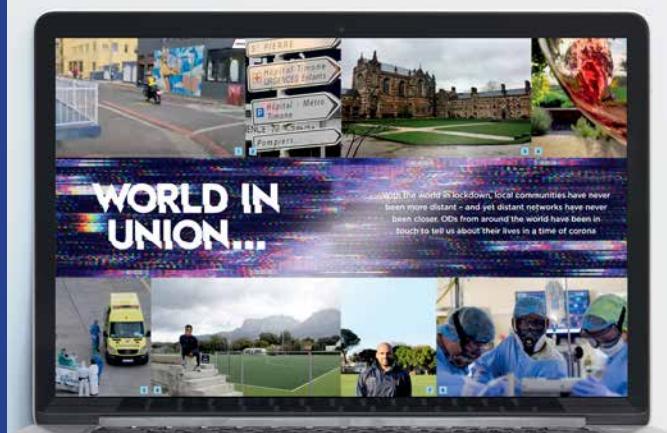 ST PIERRE
Hôpital Timone
URGENCES Enfants
P Hôpital - Métro
Timone
Pompiers
WORLD IN
UNION...
With the world in lockdown, local communities have never
been more distant – and yet distant networks have never
been closer. ODs from around the world have been in
touch to tell us about their lives in a time of corona